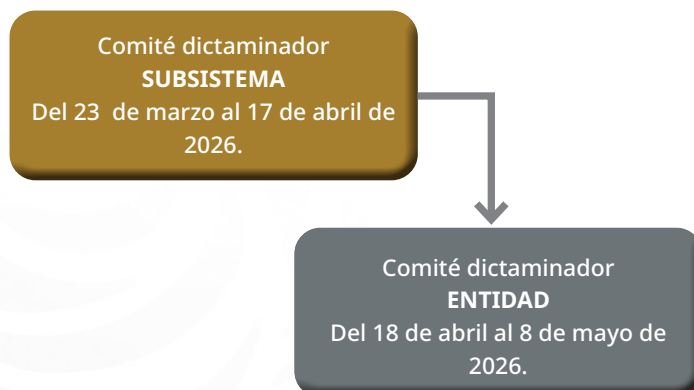 Comité dictaminador
SUBSISTEMA
Del 23 de marzo al 17 de abril de
2026.
Comité dictaminador
ENTIDAD
Del 18 de abril al 8 de mayo de
2026.